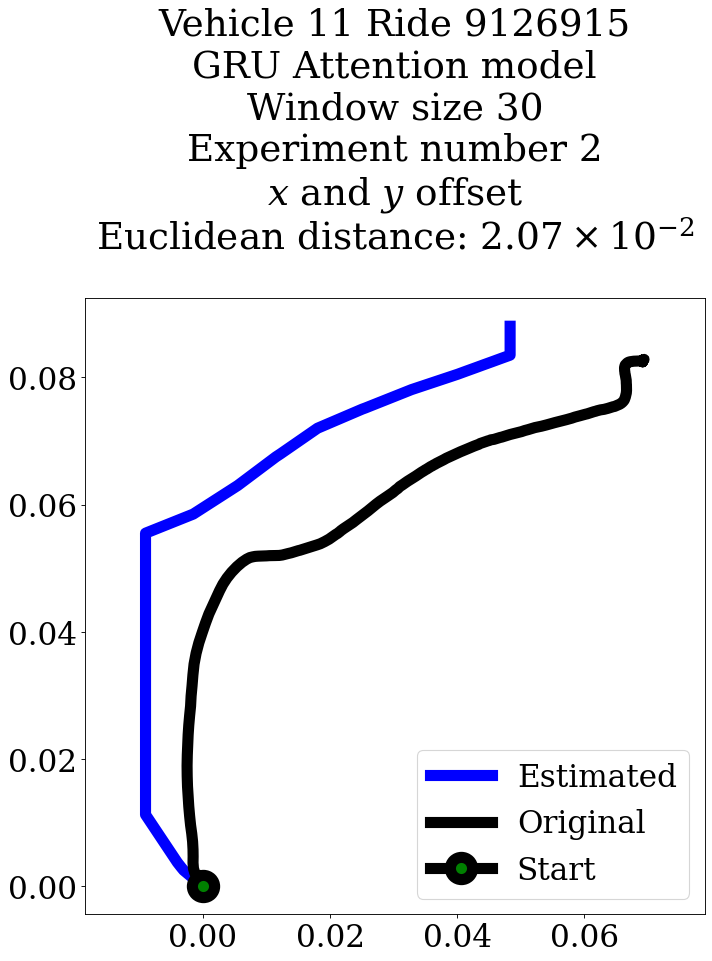 Vehicle 11 Ride 9126915
GRU Attention model
Window size 30
Experiment number 2
x and y offset
Euclidean distance: 2.07 × 10⁻²
0.08
0.06
0.04
0.02
0.00
0.00 0.02 0.04 0.06
Estimated
Original
Start